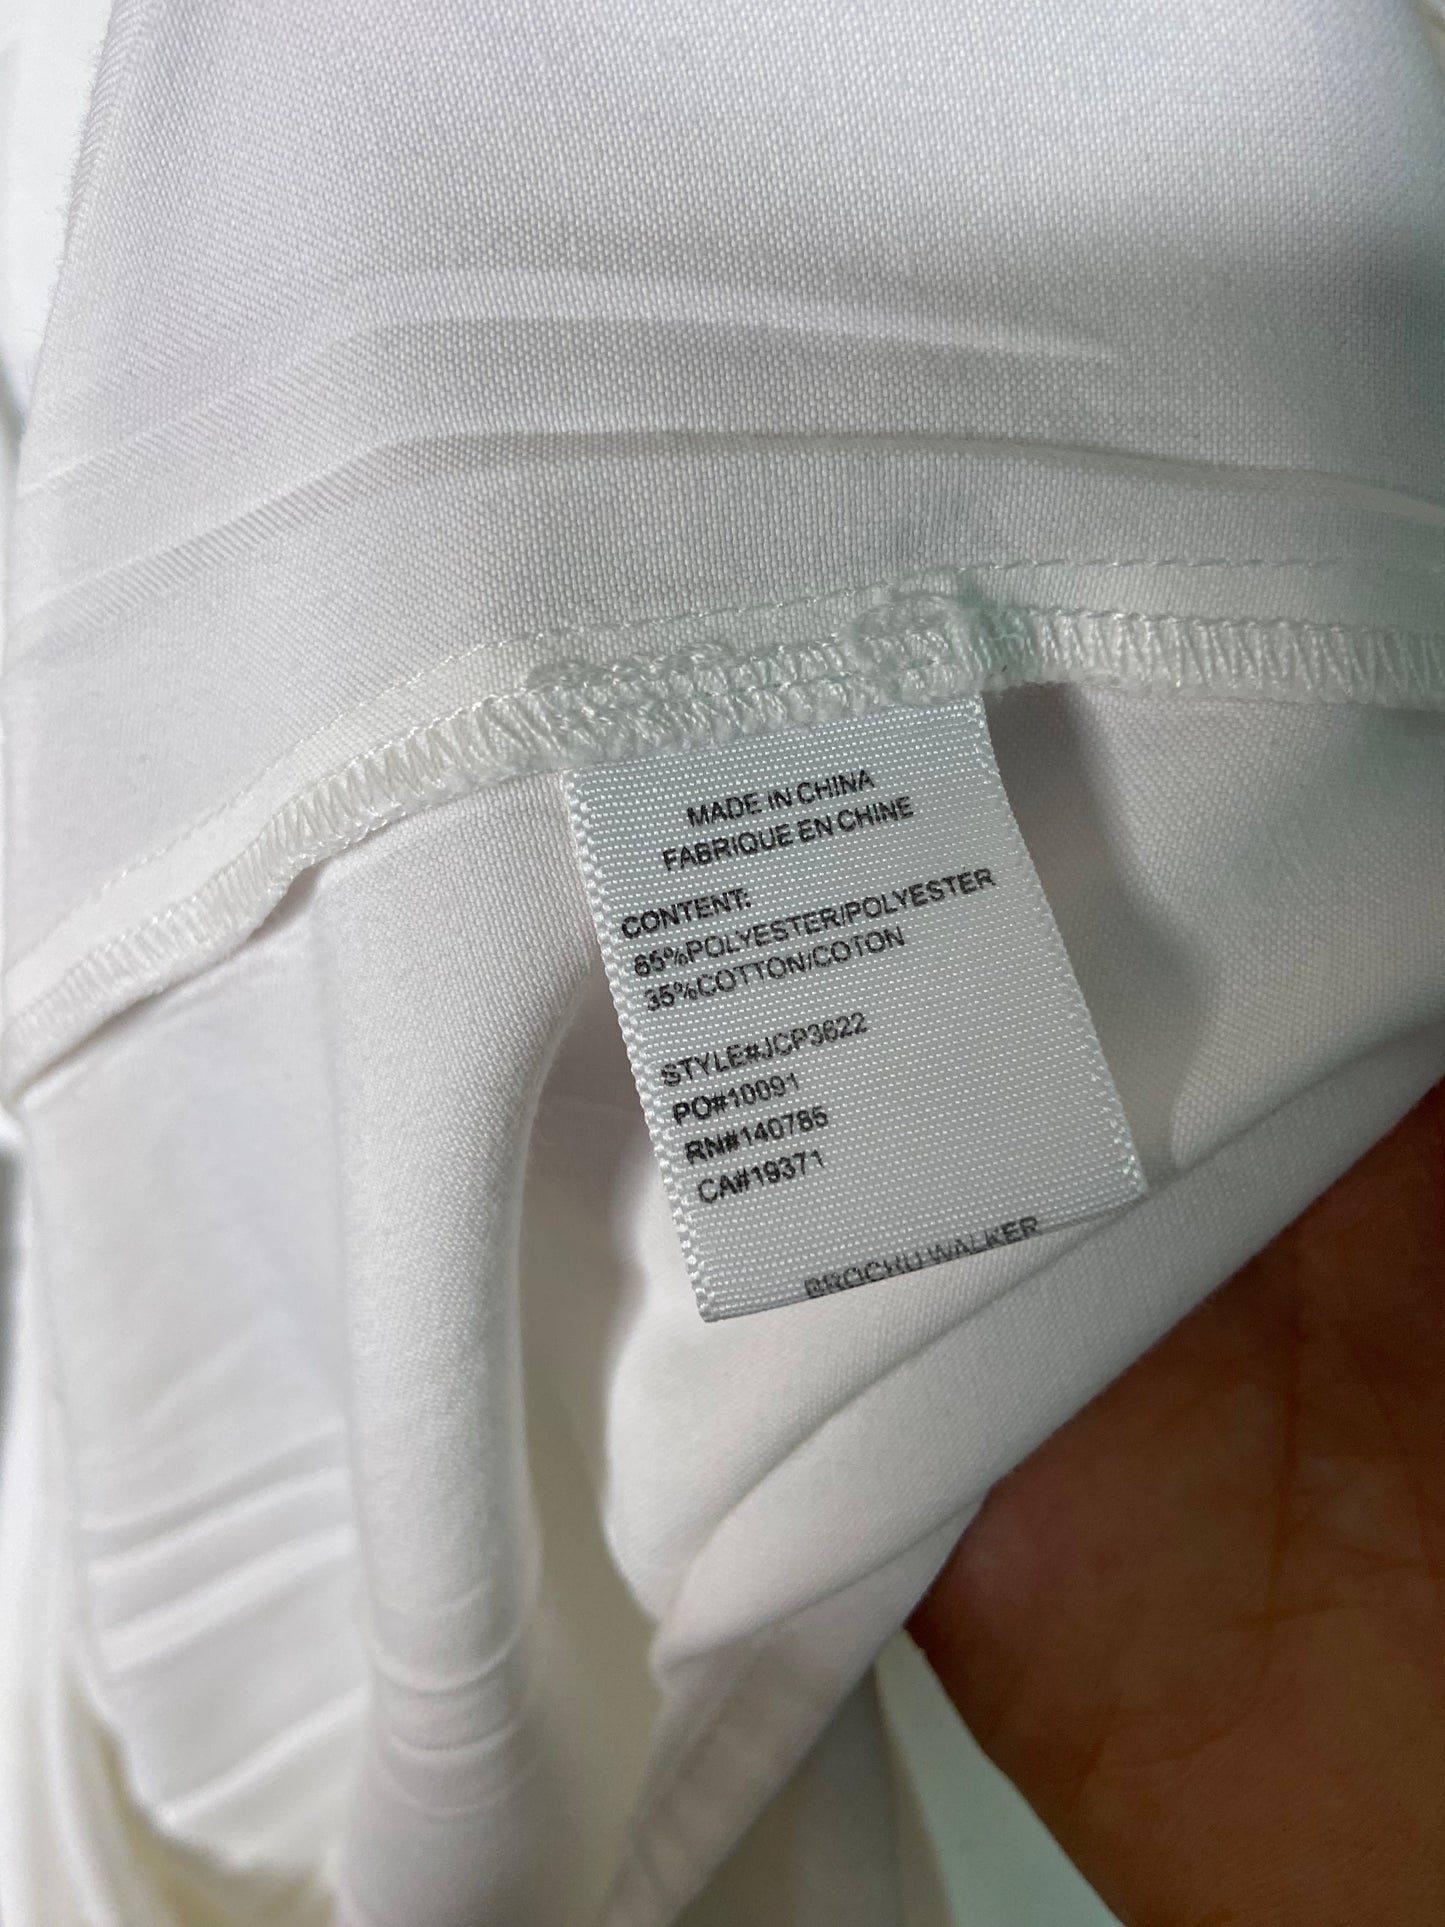 MADE IN CHINA
FABRIQUE EN CHINE
CONTENT:
65%POLYESTER/POLYESTER
35%COTTON/COTON
STYLE#JCP3622
PO#10091
RN#140785
CA#19371
BROCHU WALKER